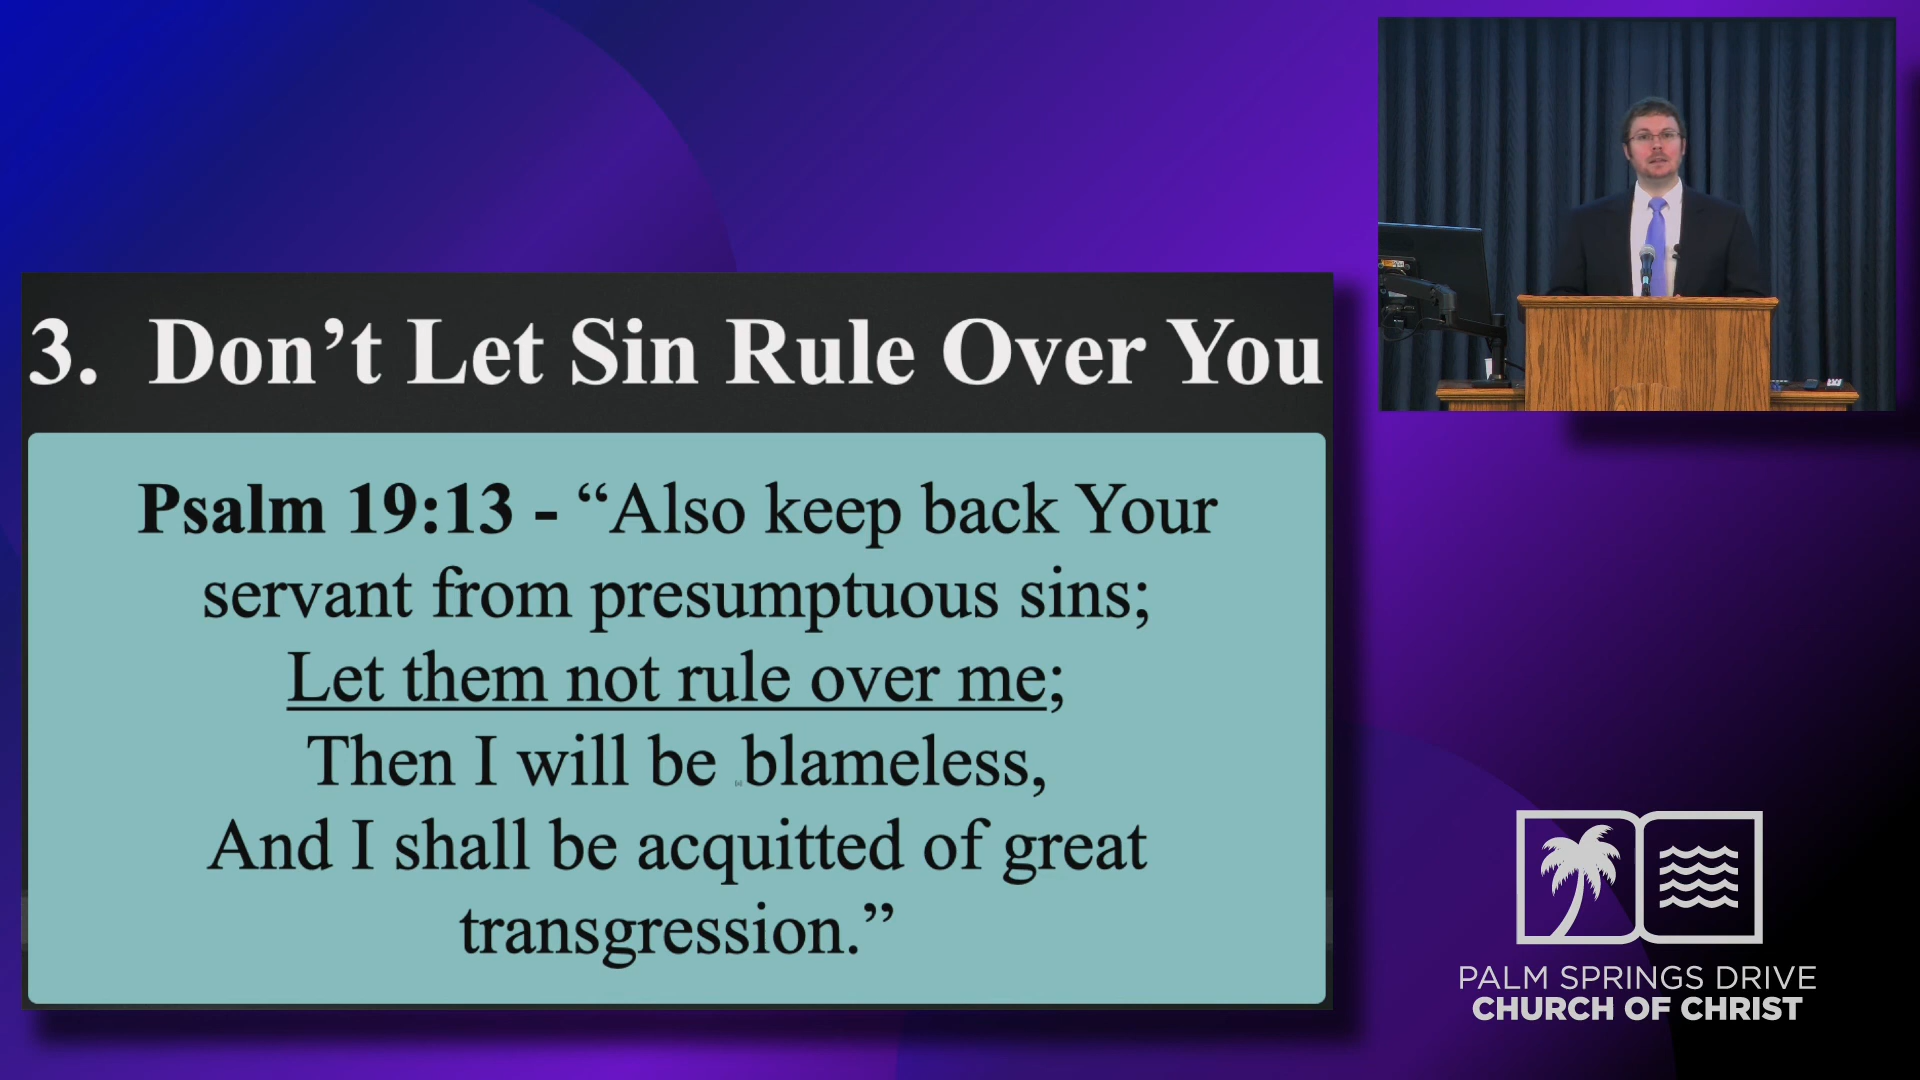 3. Don’t Let Sin Rule Over You
Psalm 19:13 - “Also keep back Your
servant from presumptuous sins;
Let them not rule over me;
Then I will be blameless,
And I shall be acquitted of great
transgression.”
PALM SPRINGS DRIVE
CHURCH OF CHRIST